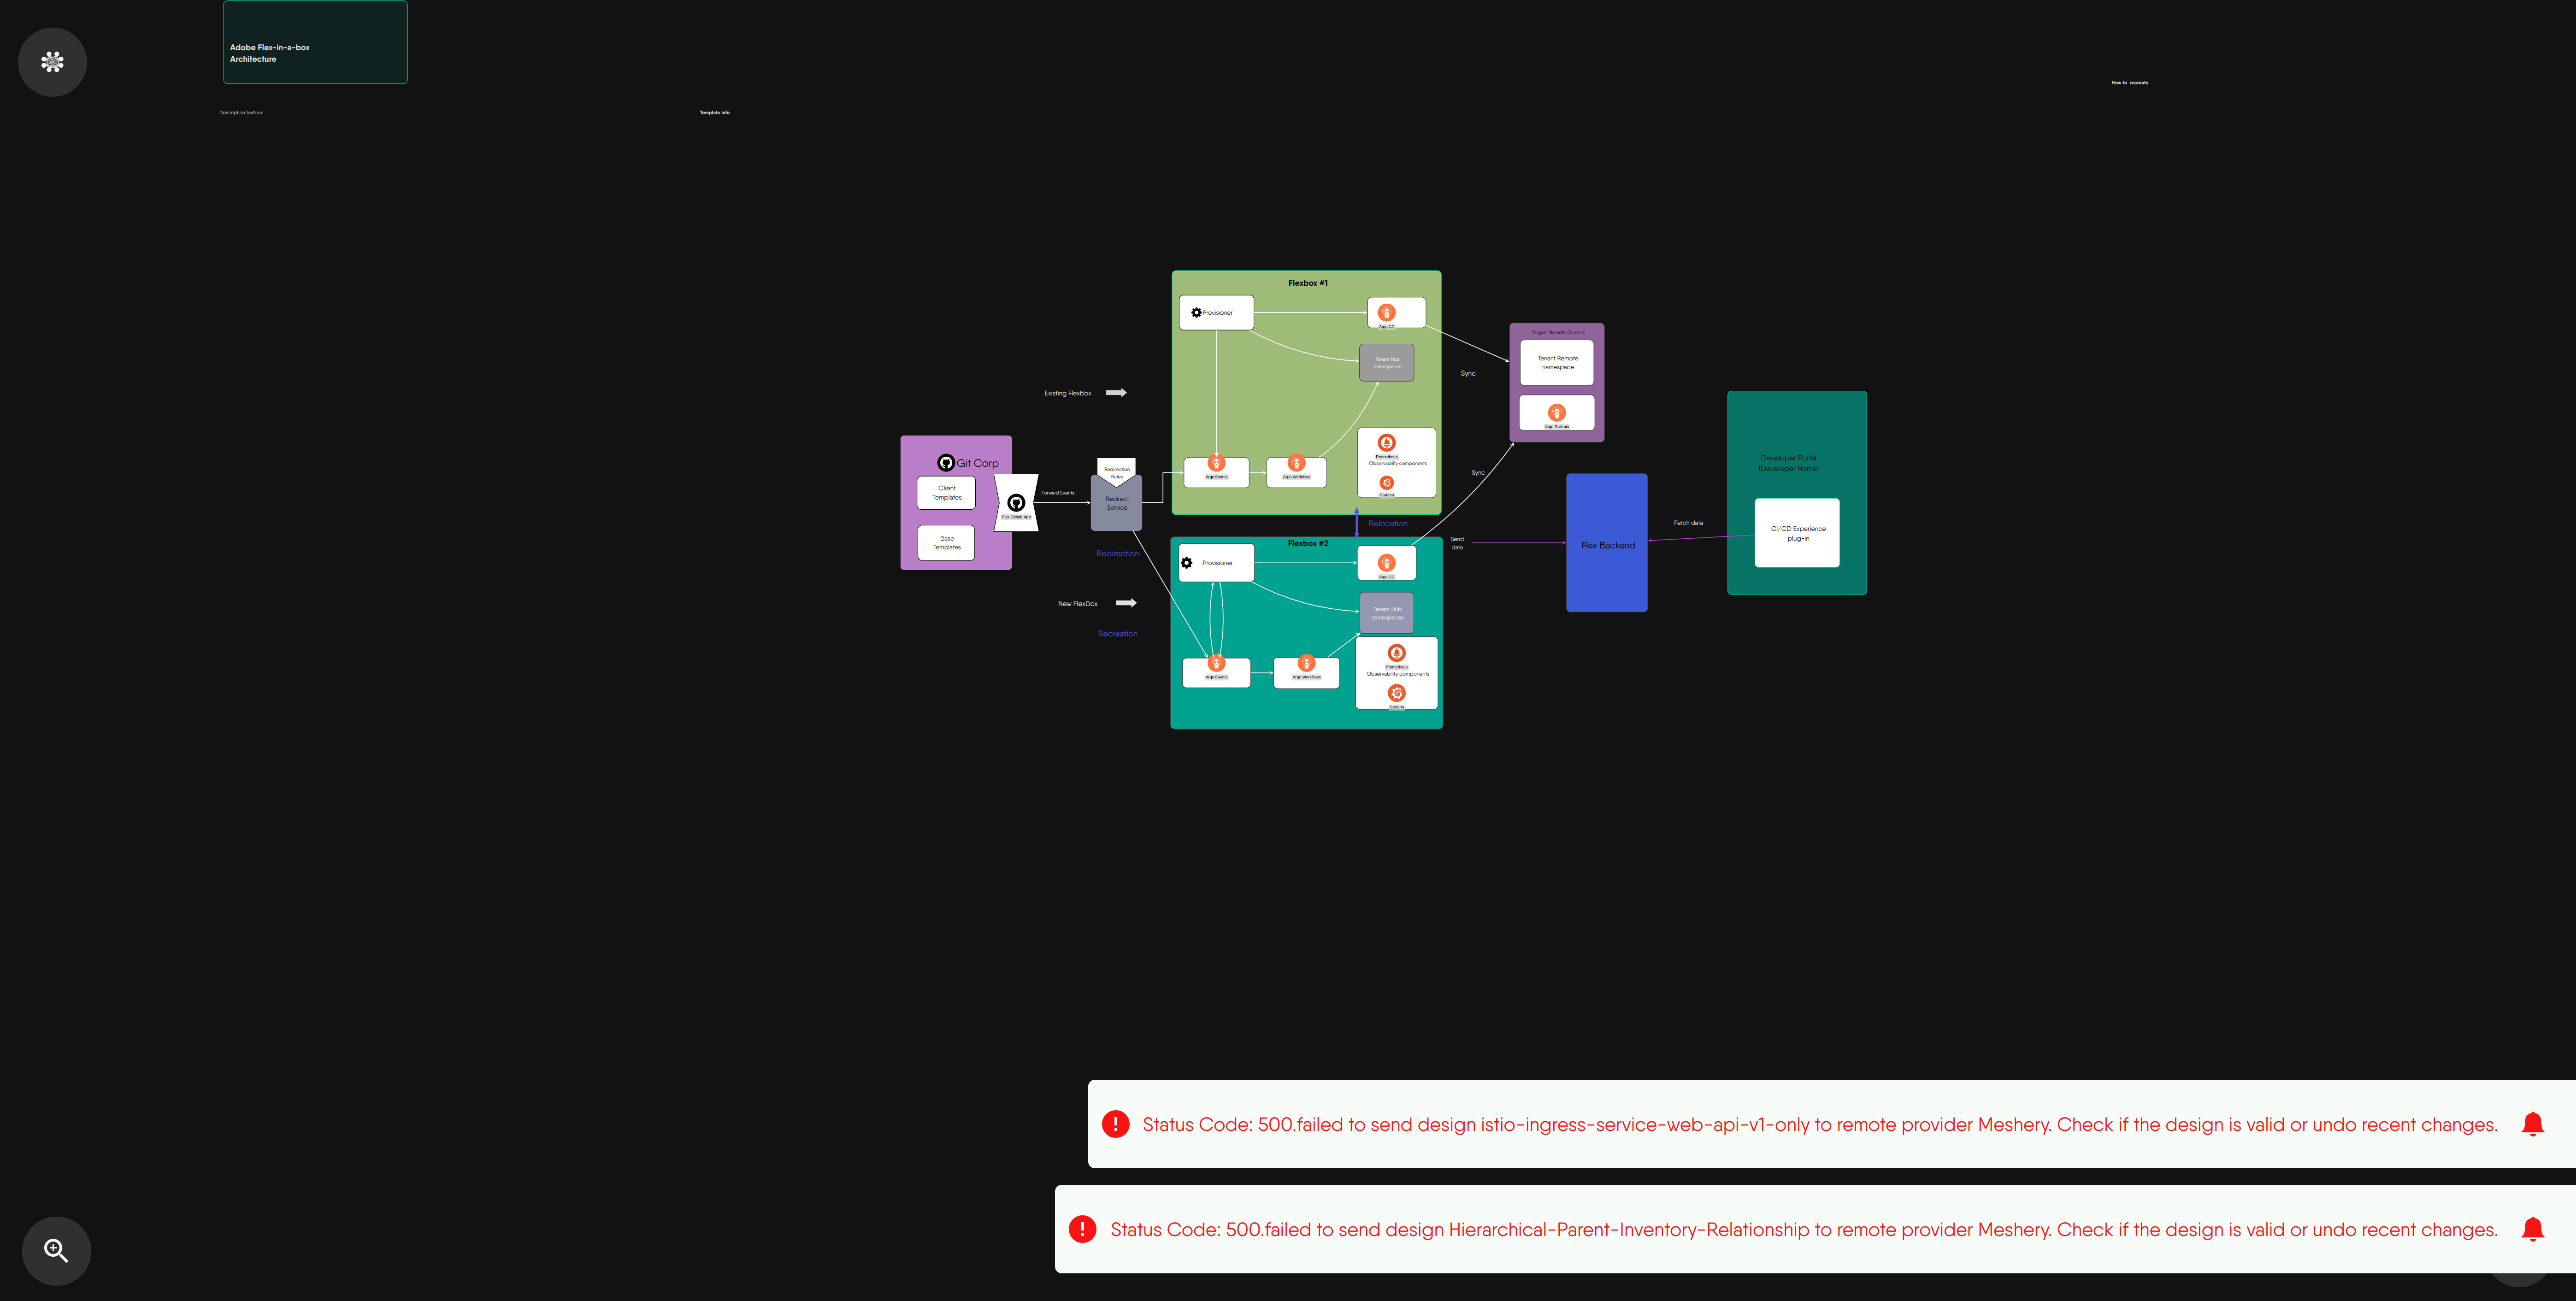 Adobe Flex-in-a-box
Architecture
How to recreate
Description textbox
Template info
Flexbox #1
Provisioner
Argo CD
Tenant Hub
namespaces
Existing FlexBox
Argo Events
Argo Workflows
Prometheus
Observability components
Grafana
Sync
Target/ Remote Clusters
Tenant Remote
namespace
Argo Rollouts
Git Corp
Client
Templates
Base
Templates
Flex Github App
Forward Events
Redirection
Rules
Redirect
Service
Redirection
Relocation
Sync
Flexbox #2
Provisioner
Argo CD
Tenant Hub
namespaces
New FlexBox
Recreation
Argo Events
Argo Workflows
Prometheus
Observability components
Grafana
Send
data
Flex Backend
Fetch data
Developer Portal
(Developer Home)
CI/CD Experience
plug-in
Status Code: 500.failed to send design istio-ingress-service-web-api-v1-only to remote provider Meshery. Check if the design is valid or undo recent changes.
Status Code: 500.failed to send design Hierarchical-Parent-Inventory-Relationship to remote provider Meshery. Check if the design is valid or undo recent changes.